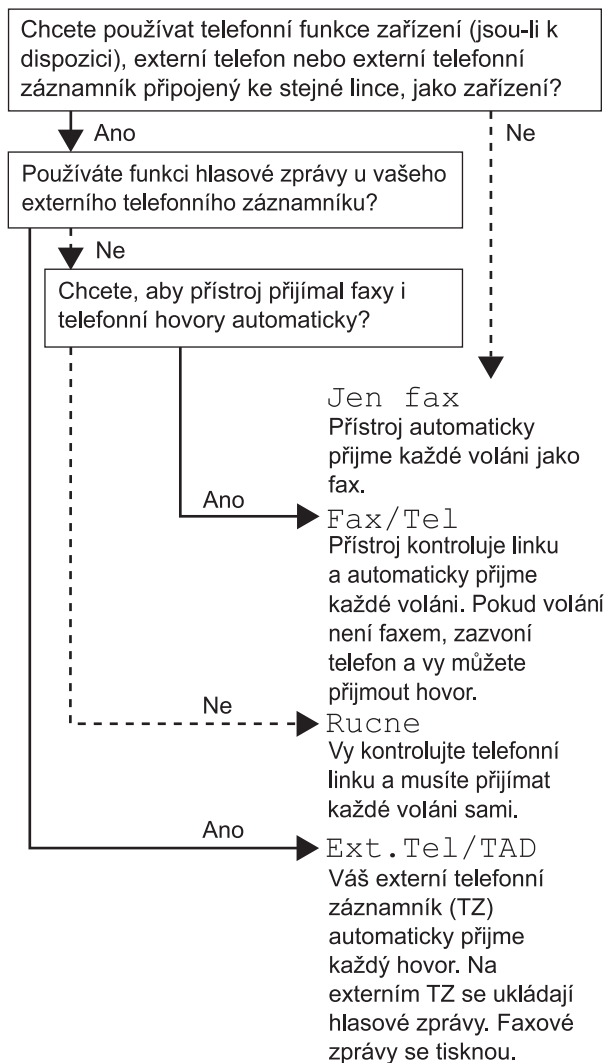 Chcete používat telefonní funkce zařízení (jsou-li k
dispozici), externí telefon nebo externí telefonní
záznamník připojený ke stejné lince, jako zařízení?
Ano
Ne
Používáte funkci hlasové zprávy u vašeho
externího telefonního záznamníku?
Ne
Chcete, aby přístroj přijímal faxy i
telefonní hovory automaticky?
Jen fax
Přístroj automaticky
přijme každé voláni jako
fax.
Ano
Fax/Tel
Přístroj kontroluje linku
a automaticky přijme
každé voláni. Pokud volání
není faxem, zazvoní
telefon a vy můžete
přijmout hovor.
Ne
Rucne
Vy kontrolujte telefonní
linku a musíte přijímat
každé voláni sami.
Ano
Ext.Tel/TAD
Váš externí telefonní
záznamník (TZ)
automaticky přijme
každý hovor. Na
externím TZ se ukládají
hlasové zprávy. Faxové
zprávy se tisknou.